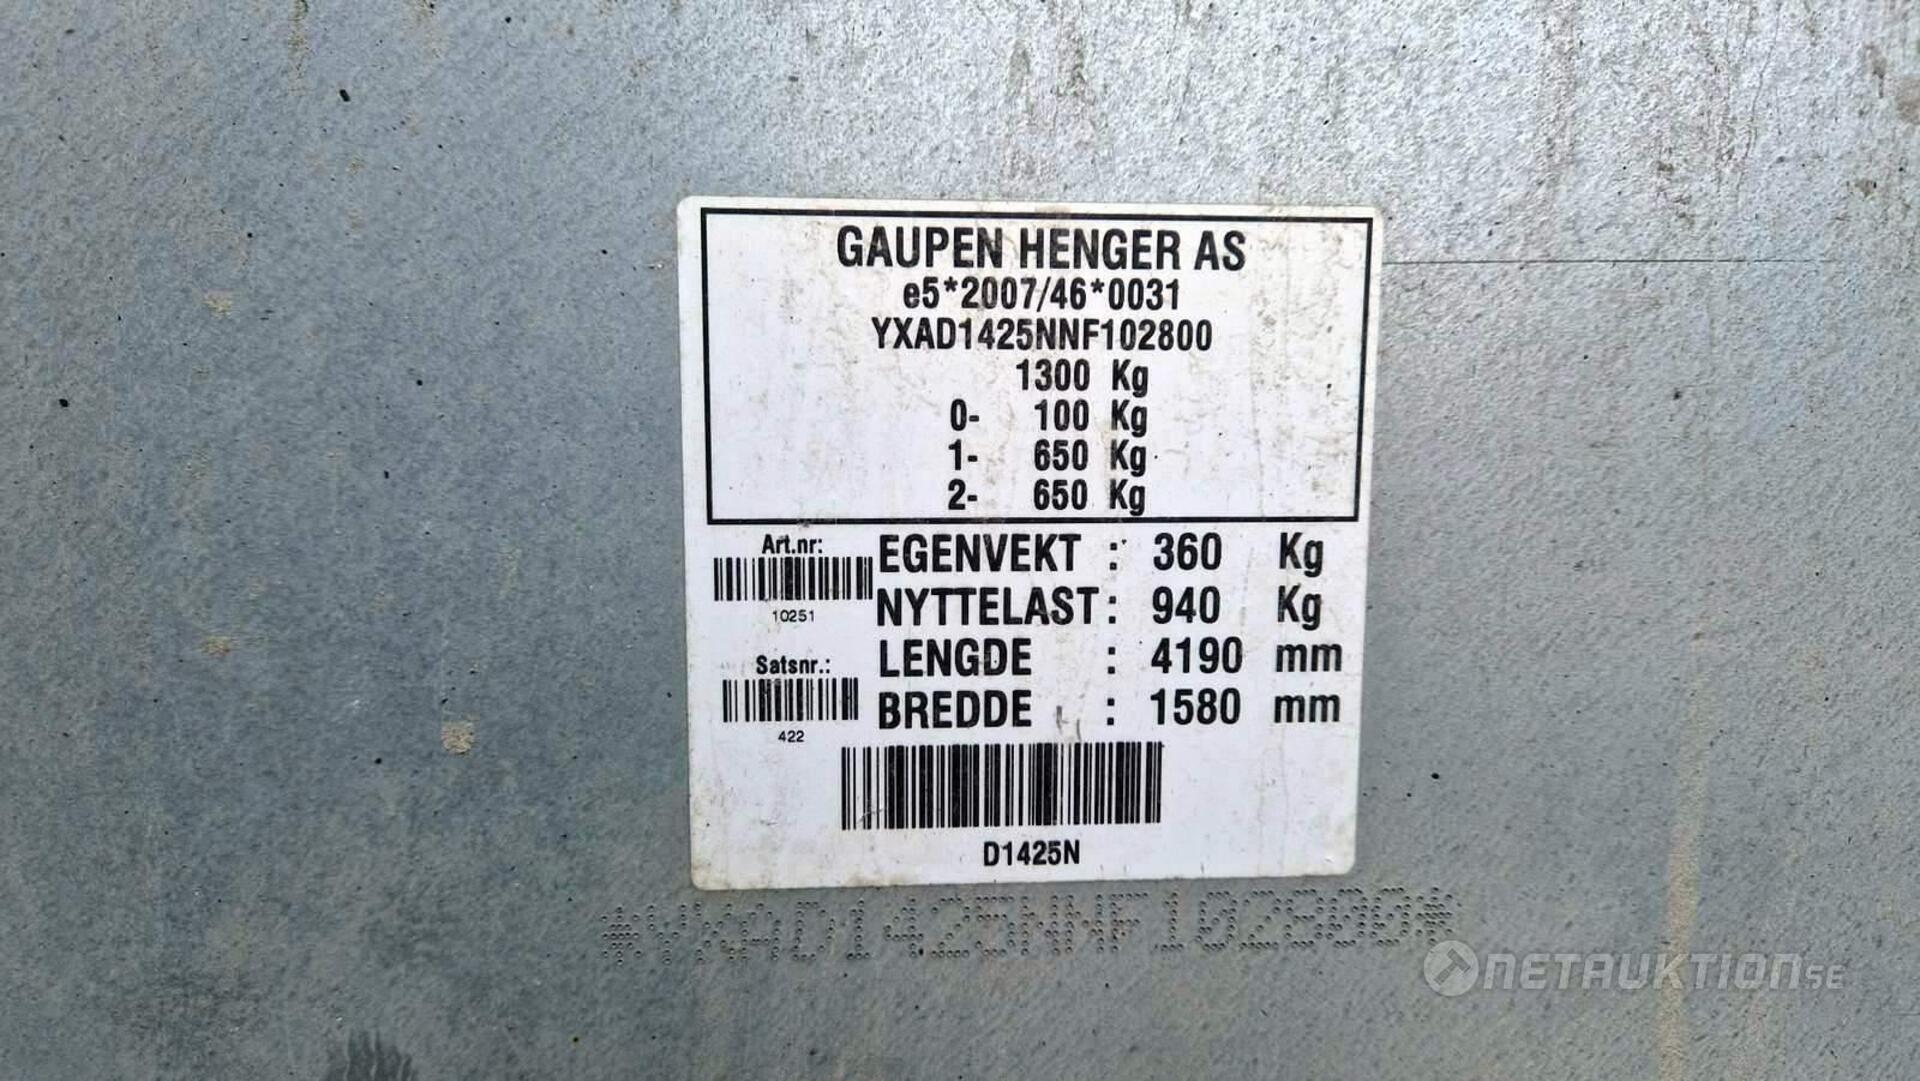 GAUPEN HENGER AS
e5*2007/46*0031
YXAD1425NNF102800
1300 Kg
0- 100 Kg
1- 650 Kg
2- 650 Kg
Art.nr:
10251
Satsnr.:
422
EGENVEKT : 360 Kg
NYTTELAST : 940 Kg
LENGDE : 4190 mm
BREDDE : 1580 mm
D1425N
*YXAD1425NNF102800*
NETAUKTION.SE